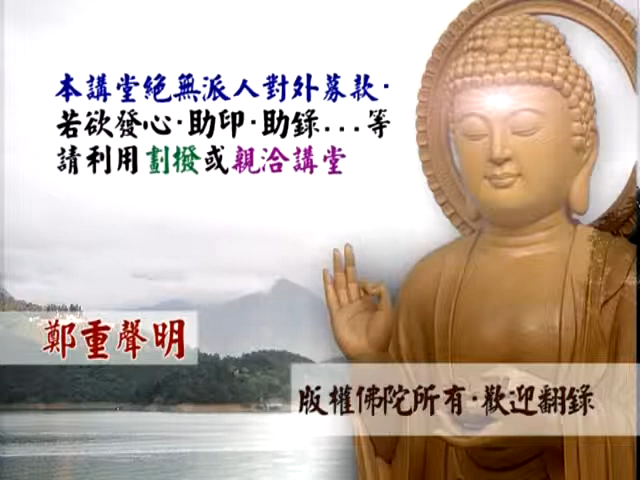 本講堂絕無派人對外募款·
若欲發心·助印·助錄...等
請利用劃撥或親洽講堂
鄭重聲明
版權佛陀所有·歡迎翻錄